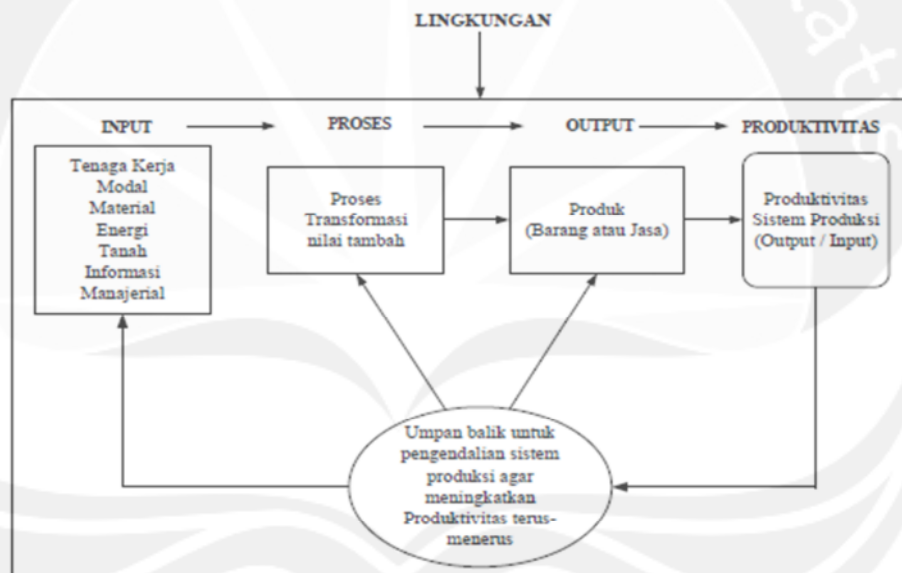 LINGKUNGAN
INPUT
PROSES
OUTPUT
PRODUKTIVITAS
Tenaga Kerja
Modal
Material
Energi
Tanah
Informasi
Manajerial
Proses
Transformasi
nilai tambah
Produk
(Barang atau Jasa)
Produktivitas
Sistem Produksi
(Output / Input)
Umpan balik untuk
pengendalian sistem
produksi agar
meningkatkan
Produktivitas terus-
menerus